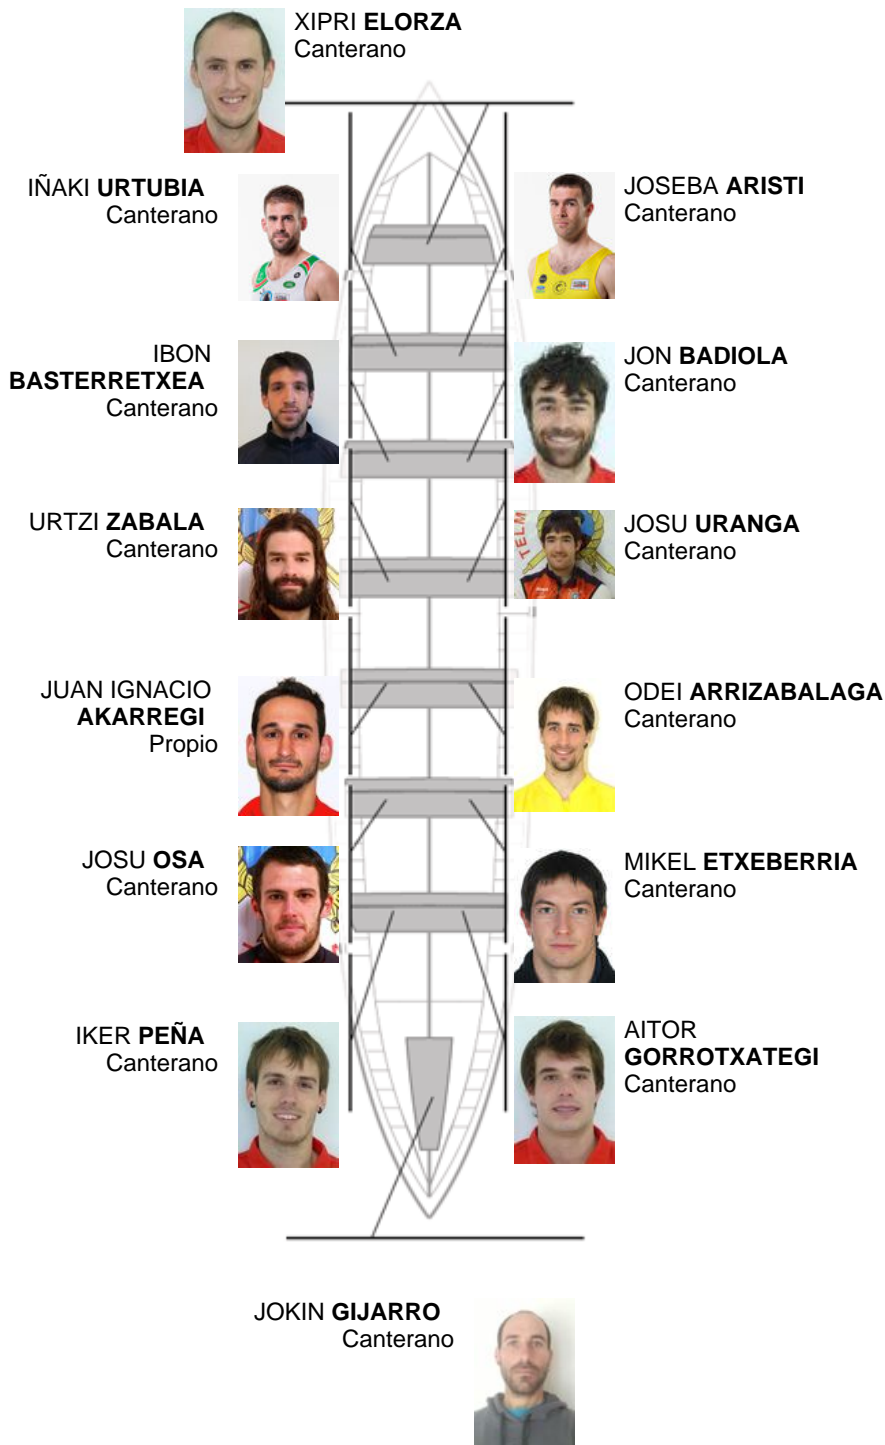 XIPRI ELORZA
Canterano
IÑAKI URTUBIA
Canterano
JOSEBA ARISTI
Canterano
IBON
BASTERRETXEA
Canterano
JON BADIOLA
Canterano
URTZI ZABALA
Canterano
JOSU URANGA
Canterano
TELM
JUAN IGNACIO
AKARREGI
Propio
ODEI ARRIZABALAGA
Canterano
JOSU OSA
Canterano
MIKEL ETXEBERRIA
Canterano
IKER PEÑA
Canterano
AITOR
GORROTXATEGI
Canterano
JOKIN GIJARRO
Canterano